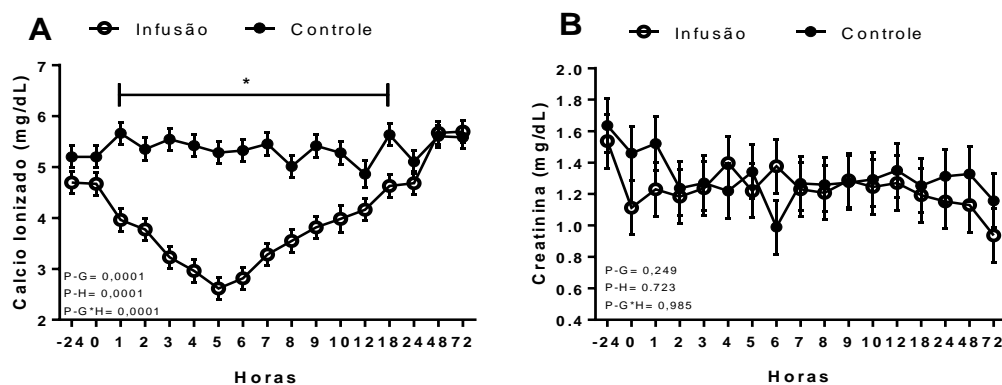 A
Infusão Controle
Calcio Ionizado (mg/dL)
7
6
5
4
3
2
*
P-G= 0,0001
P-H= 0,0001
P-G*H= 0,0001
-24 0 1 2 3 4 5 6 7 8 9 10 12 18 24 48 72
Horas
B
Infusão Controle
Creatinina (mg/dL)
2.0
1.8
1.6
1.4
1.2
1.0
0.8
0.6
0.4
P-G= 0,249
P-H= 0.723
P-G*H= 0,985
-24 0 1 2 3 4 5 6 7 8 9 10 12 18 24 48 72
Horas